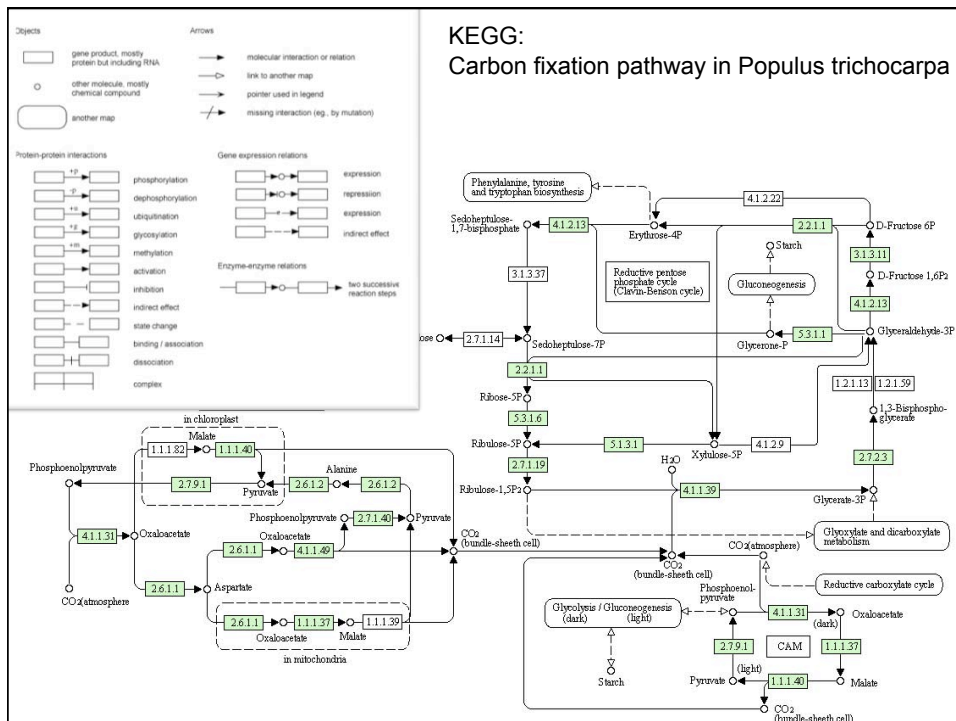 KEGG:
Carbon fixation pathway in Populus trichocarpa
Objects
gene product, mostly
protein but including RNA
other molecule, mostly
chemical compound
another map
Arrows
molecular interaction or relation
link to another map
pointer used in legend
missing interaction (eg., by mutation)
Protein-protein interactions
+p
phosphorylation
-p
dephosphorylation
+u
ubiquitination
+g
glycosylation
+m
methylation
activation
inhibition
indirect effect
state change
binding / association
dissociation
complex
Gene expression relations
expression
repression
expression
indirect effect
Enzyme-enzyme relations
two successive
reaction steps
Phenylalanine, tyrosine
and tryptophan biosynthesis
4.1.2.22
Sedoheptulose-
1,7-bisphosphate
4.1.2.13
Erythrose-4P
2.2.1.1
D-Fructose 6P
Starch
3.1.3.11
3.1.3.37
Reductive pentose
phosphate cycle
(Clavin-Benson cycle)
Gluconeogenesis
D-Fructose 1,6P2
4.1.2.13
2.7.1.14
Sedoheptulose-7P
Glycerone-P
5.3.1.1
Glyceraldehyde-3P
2.2.1.1
1.2.1.13
1.2.1.59
Ribose-5P
5.3.1.6
1,3-Bisphospho-
glycerate
Ribulose-5P
5.1.3.1
Xylulose-5P
4.1.2.9
2.7.1.19
H2O
2.7.2.3
Ribulose-1,5P2
4.1.1.39
Glycerate-3P
Glyoxylate and dicarboxylate
metabolism
in chloroplast
Malate
1.1.1.82
1.1.1.40
Phosphoenolpyruvate
2.7.9.1
Pyruvate
2.6.1.2
Alanine
2.6.1.2
Phosphoenolpyruvate
2.7.1.40
Pyruvate
4.1.1.31
Oxaloacetate
Oxaloacetate
2.6.1.1
4.1.1.49
CO2
(bundle-sheeth cell)
2.6.1.1
Aspartate
CO2(atmosphere
2.6.1.1
1.1.1.37
1.1.1.39
Oxaloacetate
Malate
in mitochondria
CO2(atmosphere)
CO2
(bundle-sheeth cell)
Reductive carboxylate cycle
Phosphoenol-
pyruvate
Glycolysis / Gluconeogenesis
(dark)
(light)
4.1.1.31
Oxaloacetate
(dark)
2.7.9.1
CAM
1.1.1.37
(light)
Starch
Pyruvate
1.1.1.40
Malate
CO2
(bundle-sheeth cell)